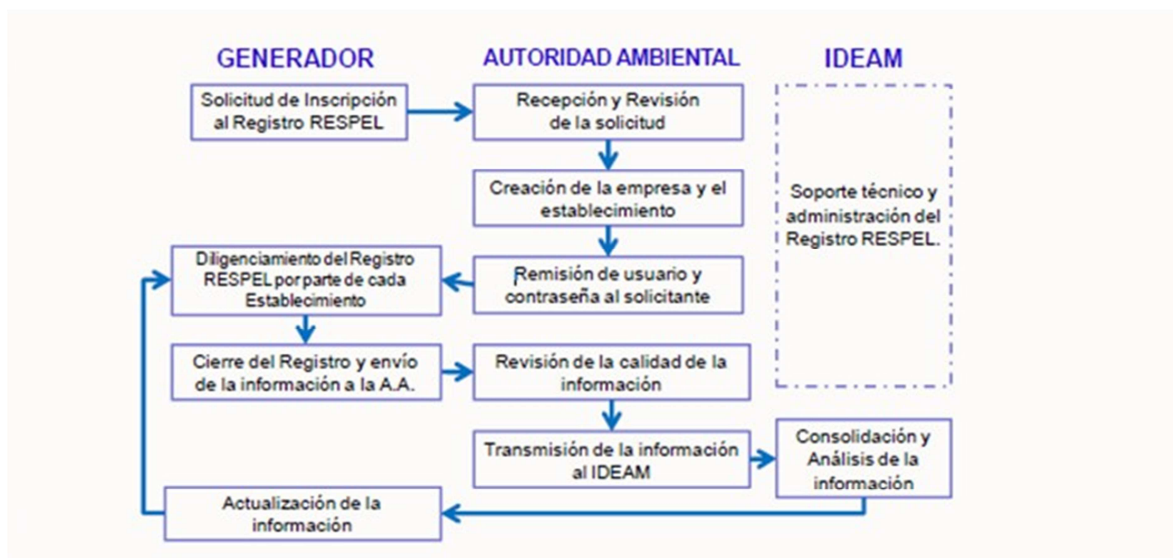 GENERADOR
AUTORIDAD AMBIENTAL
IDEAM
Solicitud de Inscripción
al Registro RESPEL
Recepción y Revisión
de la solicitud
Creación de la empresa y el
establecimiento
Soporte técnico y
administración del
Registro RESPEL.
Remisión de usuario y
contraseña al solicitante
Diligenciamiento del Registro
RESPEL por parte de cada
Establecimiento
Cierre del Registro y envío
de la información a la A.A.
Revisión de la calidad de la
información
Transmisión de la información
al IDEAM
Consolidación y
Análisis de la
información
Actualización de la
información